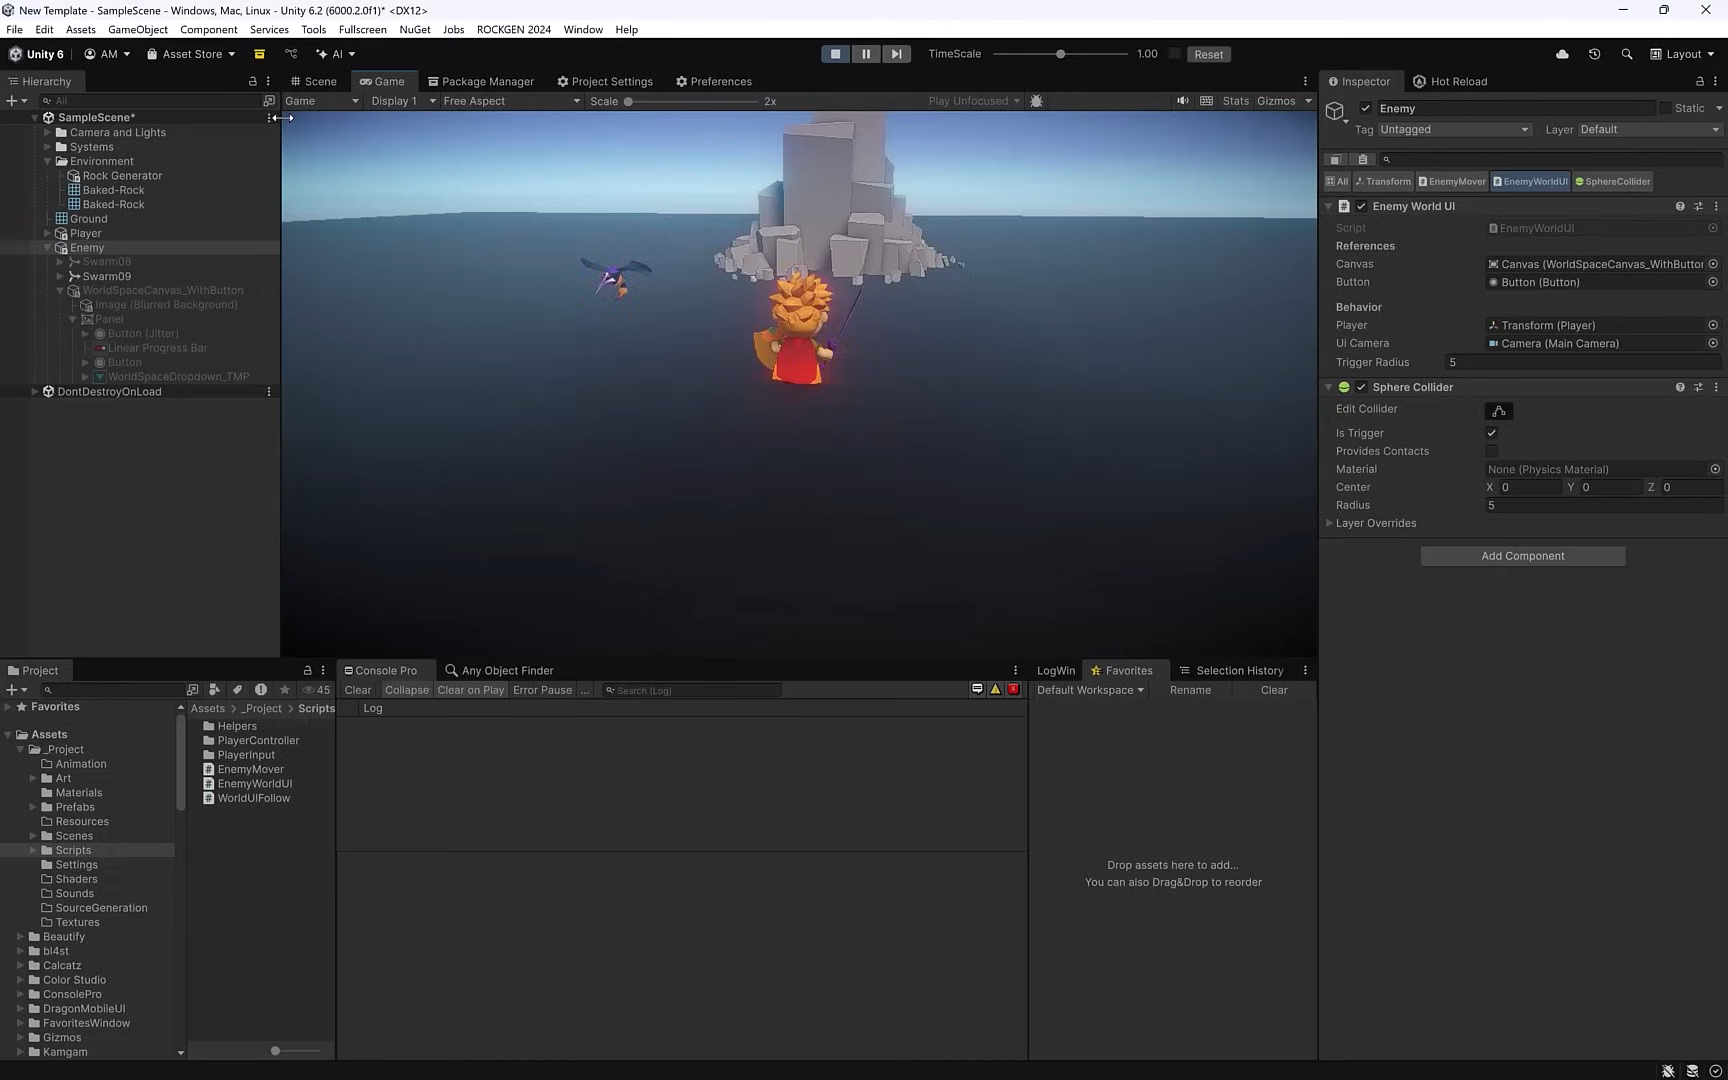 New Template - SampleScene - Windows, Mac, Linux - Unity 6.2 (6000.2.0f1)* <DX12>
File Edit Assets GameObject Component Services Tools Fullscreen NuGet Jobs ROCKGEN 2024 Window Help
Unity 6 AM Asset Store AI TimeScale 1.00 Reset Layout
Hierarchy Scene Game Package Manager Project Settings Preferences Inspector Hot Reload
All Game Display 1 Free Aspect Scale 2x Play Unfocused Stats Gizmos
SampleScene*
Camera and Lights
Systems
Environment
Rock Generator
Baked-Rock
Baked-Rock
Ground
Player
Enemy
Swarm08
Swarm09
WorldSpaceCanvas_WithButton
Image (Blurred Background)
Panel
Button (Jitter)
Linear Progress Bar
Button
WorldSpaceDropdown_TMP
DontDestroyOnLoad
Enemy Static
Tag Untagged Layer Default
All Transform EnemyMover EnemyWorldUI SphereCollider
Enemy World UI
Script EnemyWorldUI
References
Canvas Canvas (WorldSpaceCanvas_WithButton
Button Button (Button)
Behavior
Player Transform (Player)
Ui Camera Camera (Main Camera)
Trigger Radius 5
Sphere Collider
Edit Collider
Is Trigger
Provides Contacts
Material None (Physics Material)
Center X 0 Y 0 Z 0
Radius 5
Layer Overrides
Add Component
Project
45
Favorites
Assets
_Project
Animation
Art
Materials
Prefabs
Resources
Scenes
Scripts
Settings
Shaders
Sounds
SourceGeneration
Textures
Beautify
bl4st
Calcatz
Color Studio
ConsolePro
DragonMobileUI
FavoritesWindow
Gizmos
Kamgam
Assets > _Project > Scripts
Helpers
PlayerController
PlayerInput
EnemyMover
EnemyWorldUI
WorldUIFollow
Console Pro Any Object Finder
Clear Collapse Clear on Play Error Pause ... Search (Log)
Log
LogWin Favorites Selection History
Default Workspace Rename Clear
Drop assets here to add...
You can also Drag&Drop to reorder